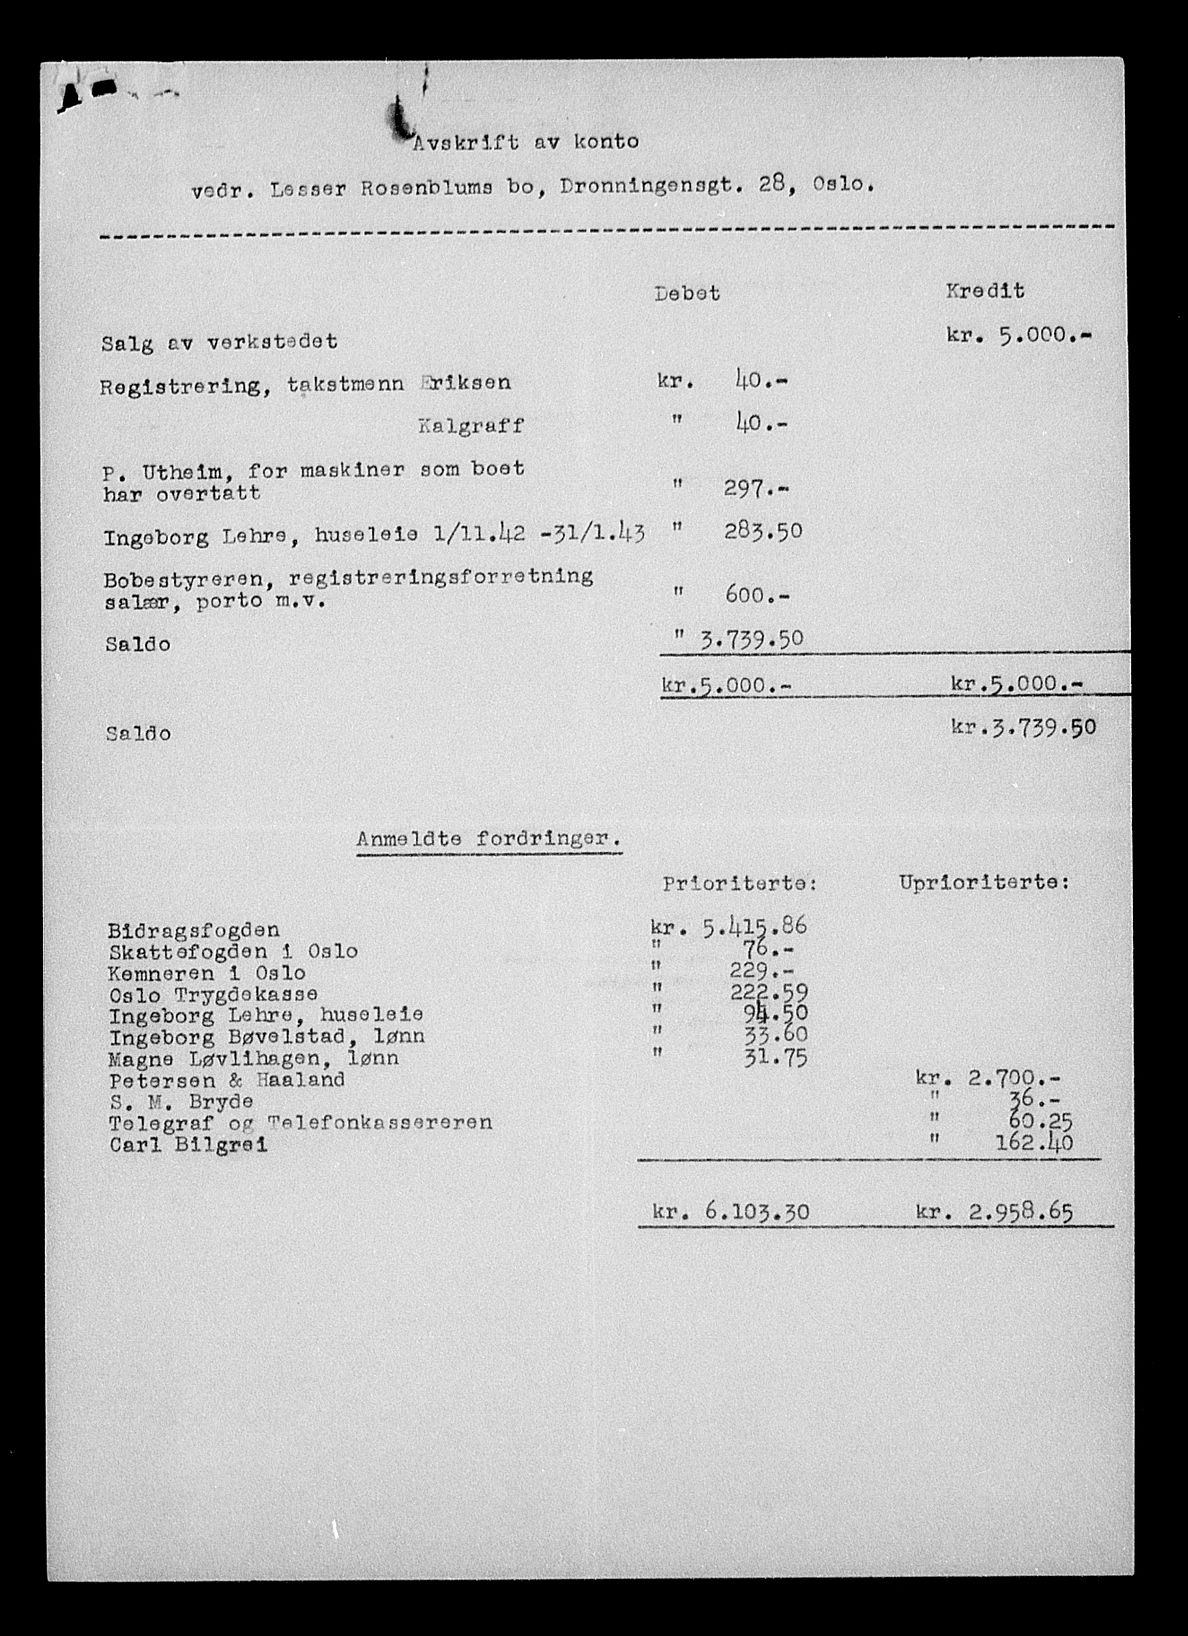 Avskrift av konto
vedr. Lesser Rosenblums bo, Dronningensgt. 28, Oslo.
Debet Kredit
Salg av verkstedet kr. 5.000.-
Registrering, takstmenn Eriksen kr. 40.-
Kalgraff " 40.-
P. Utheim, for maskiner som boet
har overtatt " 297.-
Ingeborg Lehre, huseleie 1/11.42 -31/1.43 " 283.50
Bobestyreren, registreringsforretning
salær, porto m.v. " 600.-
Saldo " 3.739.50
kr.5.000.- kr.5.000.-
Saldo kr.3.739.50
Anmeldte fordringer.
Prioriterte: Uprioriterte:
Bidragsfogden kr. 5.415.86
Skattefogden i Oslo " 76.-
Kemneren i Oslo " 229.-
Oslo Trygdekasse " 222.59
Ingeborg Lehre, huseleie " 94.50
Ingeborg Bøvelstad, lønn " 33.60
Magne Løvlihagen, lønn " 31.75
Petersen & Haaland kr. 2.700.-
S. M. Bryde " 36.-
Telegraf og Telefonkassereren " 60.25
Carl Bilgrei " 162.40
kr. 6.103.30 kr. 2.958.65